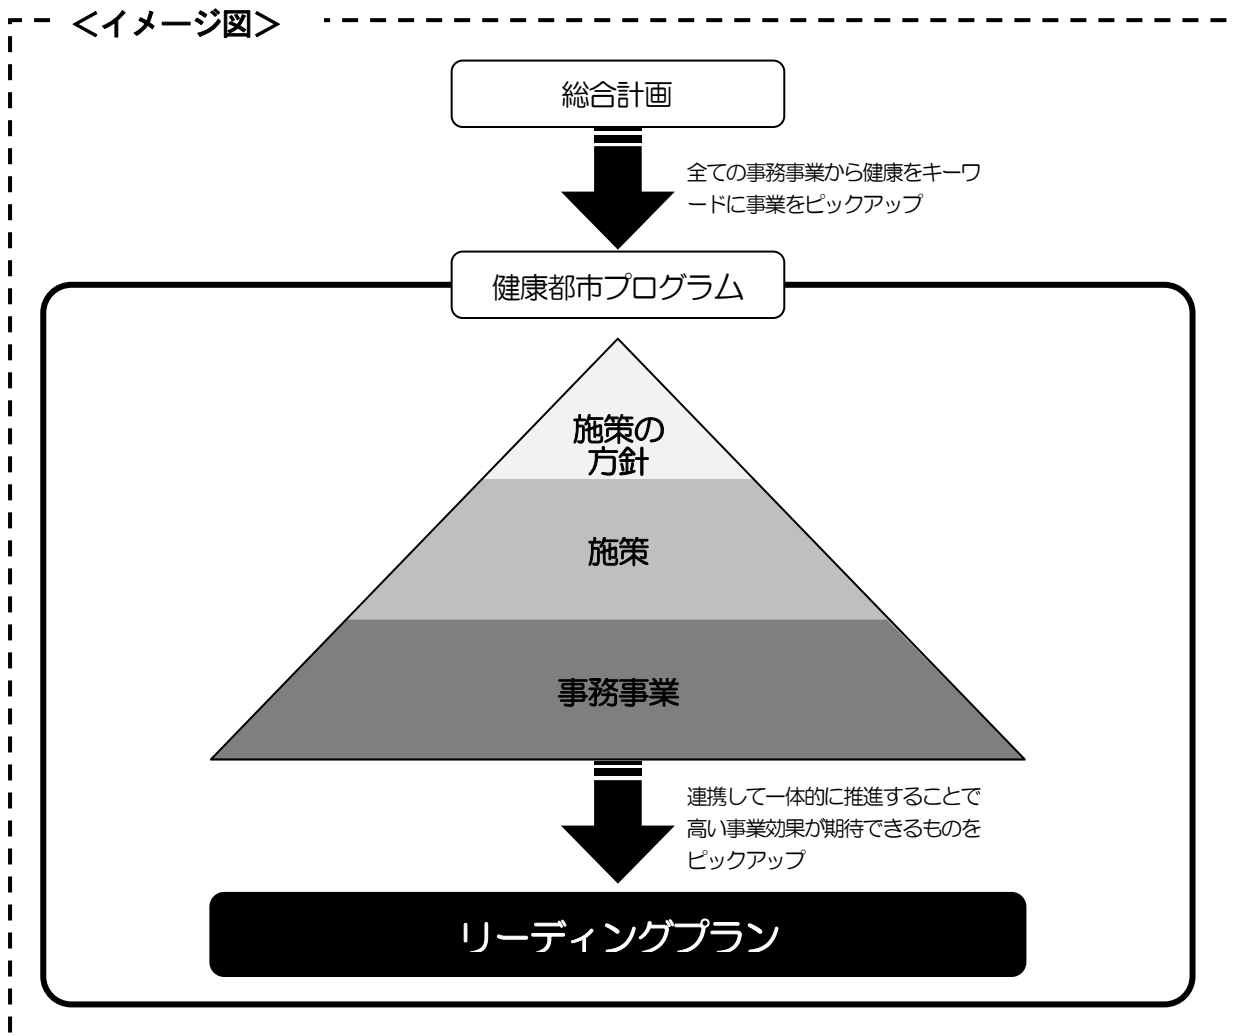 ＜イメージ図＞
総合計画
全ての事務事業から健康をキーワ
ードに事業をピックアップ
健康都市プログラム
施策の
方針
施策
事務事業
連携して一体的に推進することで
高い事業効果が期待できるものを
ピックアップ
リーディングプラン